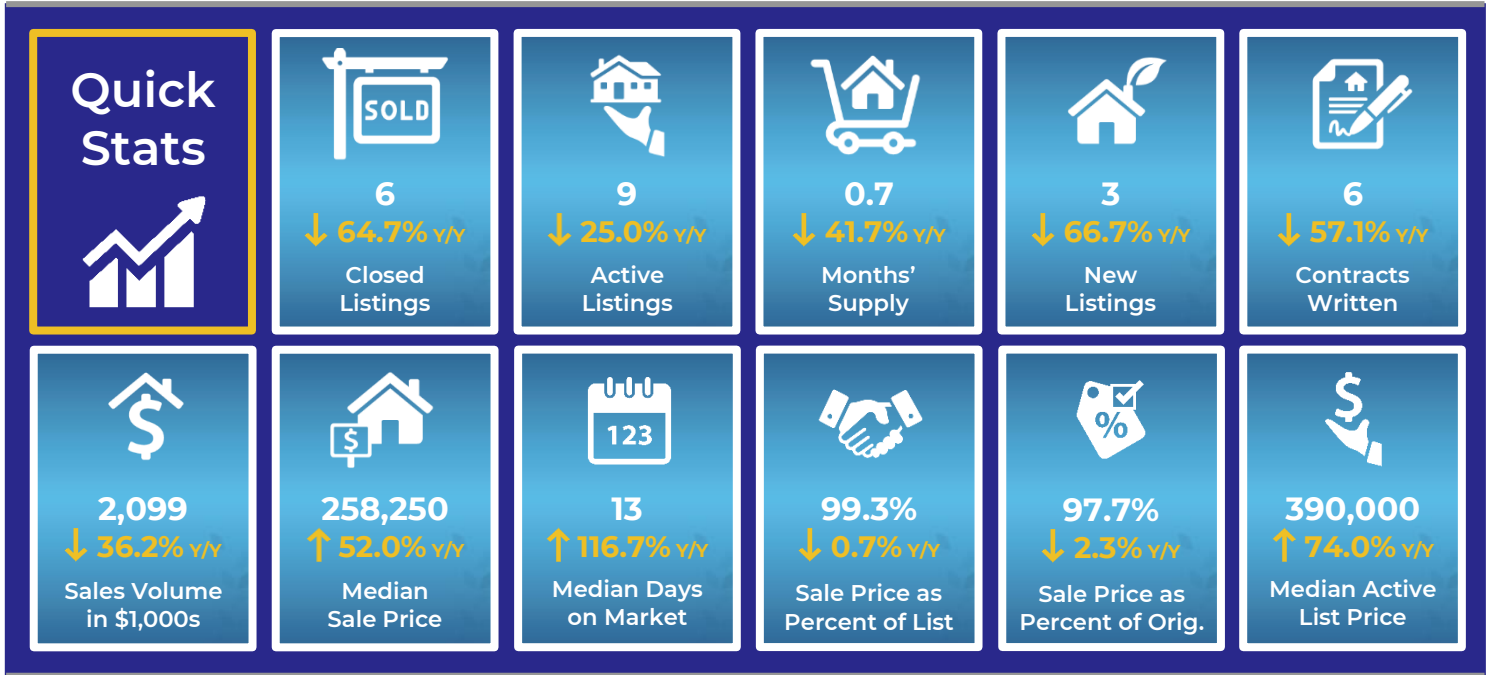 Quick
Stats
SOLD
6
↓ 64.7% Y/Y
Closed
Listings
9
↓ 25.0% Y/Y
Active
Listings
0.7
↓ 41.7% Y/Y
Months’
Supply
3
↓ 66.7% Y/Y
New
Listings
6
↓ 57.1% Y/Y
Contracts
Written
$
2,099
↓ 36.2% Y/Y
Sales Volume
in $1,000s
$
258,250
↑ 52.0% Y/Y
Median
Sale Price
123
13
↑ 116.7% Y/Y
Median Days
on Market
99.3%
↓ 0.7% Y/Y
Sale Price as
Percent of List
%
97.7%
↓ 2.3% Y/Y
Sale Price as
Percent of Orig.
$
390,000
↑ 74.0% Y/Y
Median Active
List Price